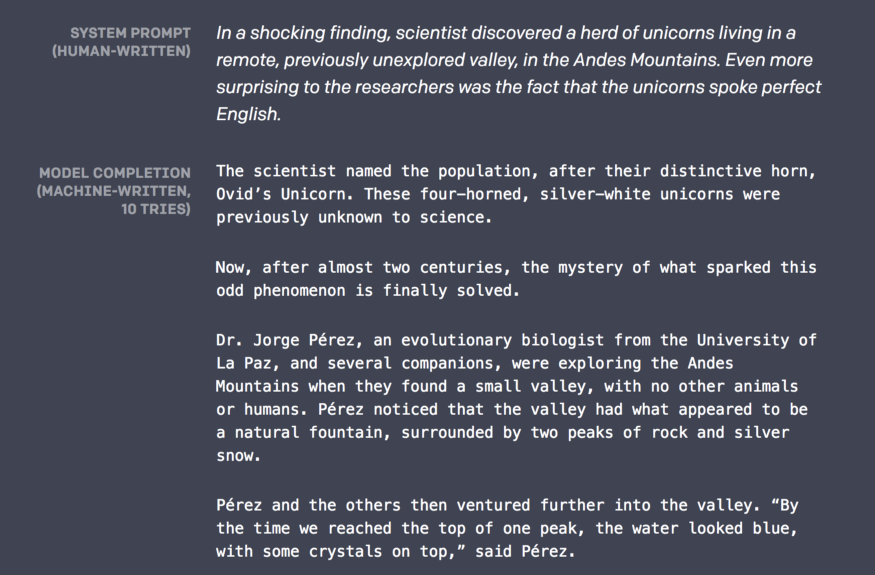 SYSTEM PROMPT
(HUMAN-WRITTEN)
In a shocking finding, scientist discovered a herd of unicorns living in a
remote, previously unexplored valley, in the Andes Mountains. Even more
surprising to the researchers was the fact that the unicorns spoke perfect
English.
MODEL COMPLETION
(MACHINE-WRITTEN,
10 TRIES)
The scientist named the population, after their distinctive horn,
Ovid’s Unicorn. These four-horned, silver-white unicorns were
previously unknown to science.
Now, after almost two centuries, the mystery of what sparked this
odd phenomenon is finally solved.
Dr. Jorge Pérez, an evolutionary biologist from the University of
La Paz, and several companions, were exploring the Andes
Mountains when they found a small valley, with no other animals
or humans. Pérez noticed that the valley had what appeared to be
a natural fountain, surrounded by two peaks of rock and silver
snow.
Pérez and the others then ventured further into the valley. “By
the time we reached the top of one peak, the water looked blue,
with some crystals on top,” said Pérez.